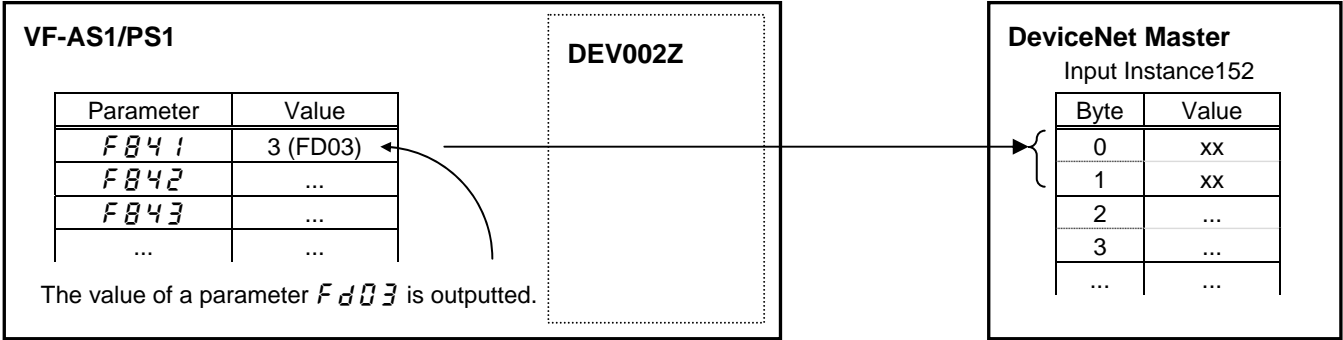 VF-AS1/PS1
DEV002Z
Parameter Value
F841 3 (FD03)
F842 ...
F843 ...
... ...
The value of a parameter Fd03 is outputted.
DeviceNet Master
Input Instance152
Byte Value
0 xx
1 xx
2 ...
3 ...
... ...